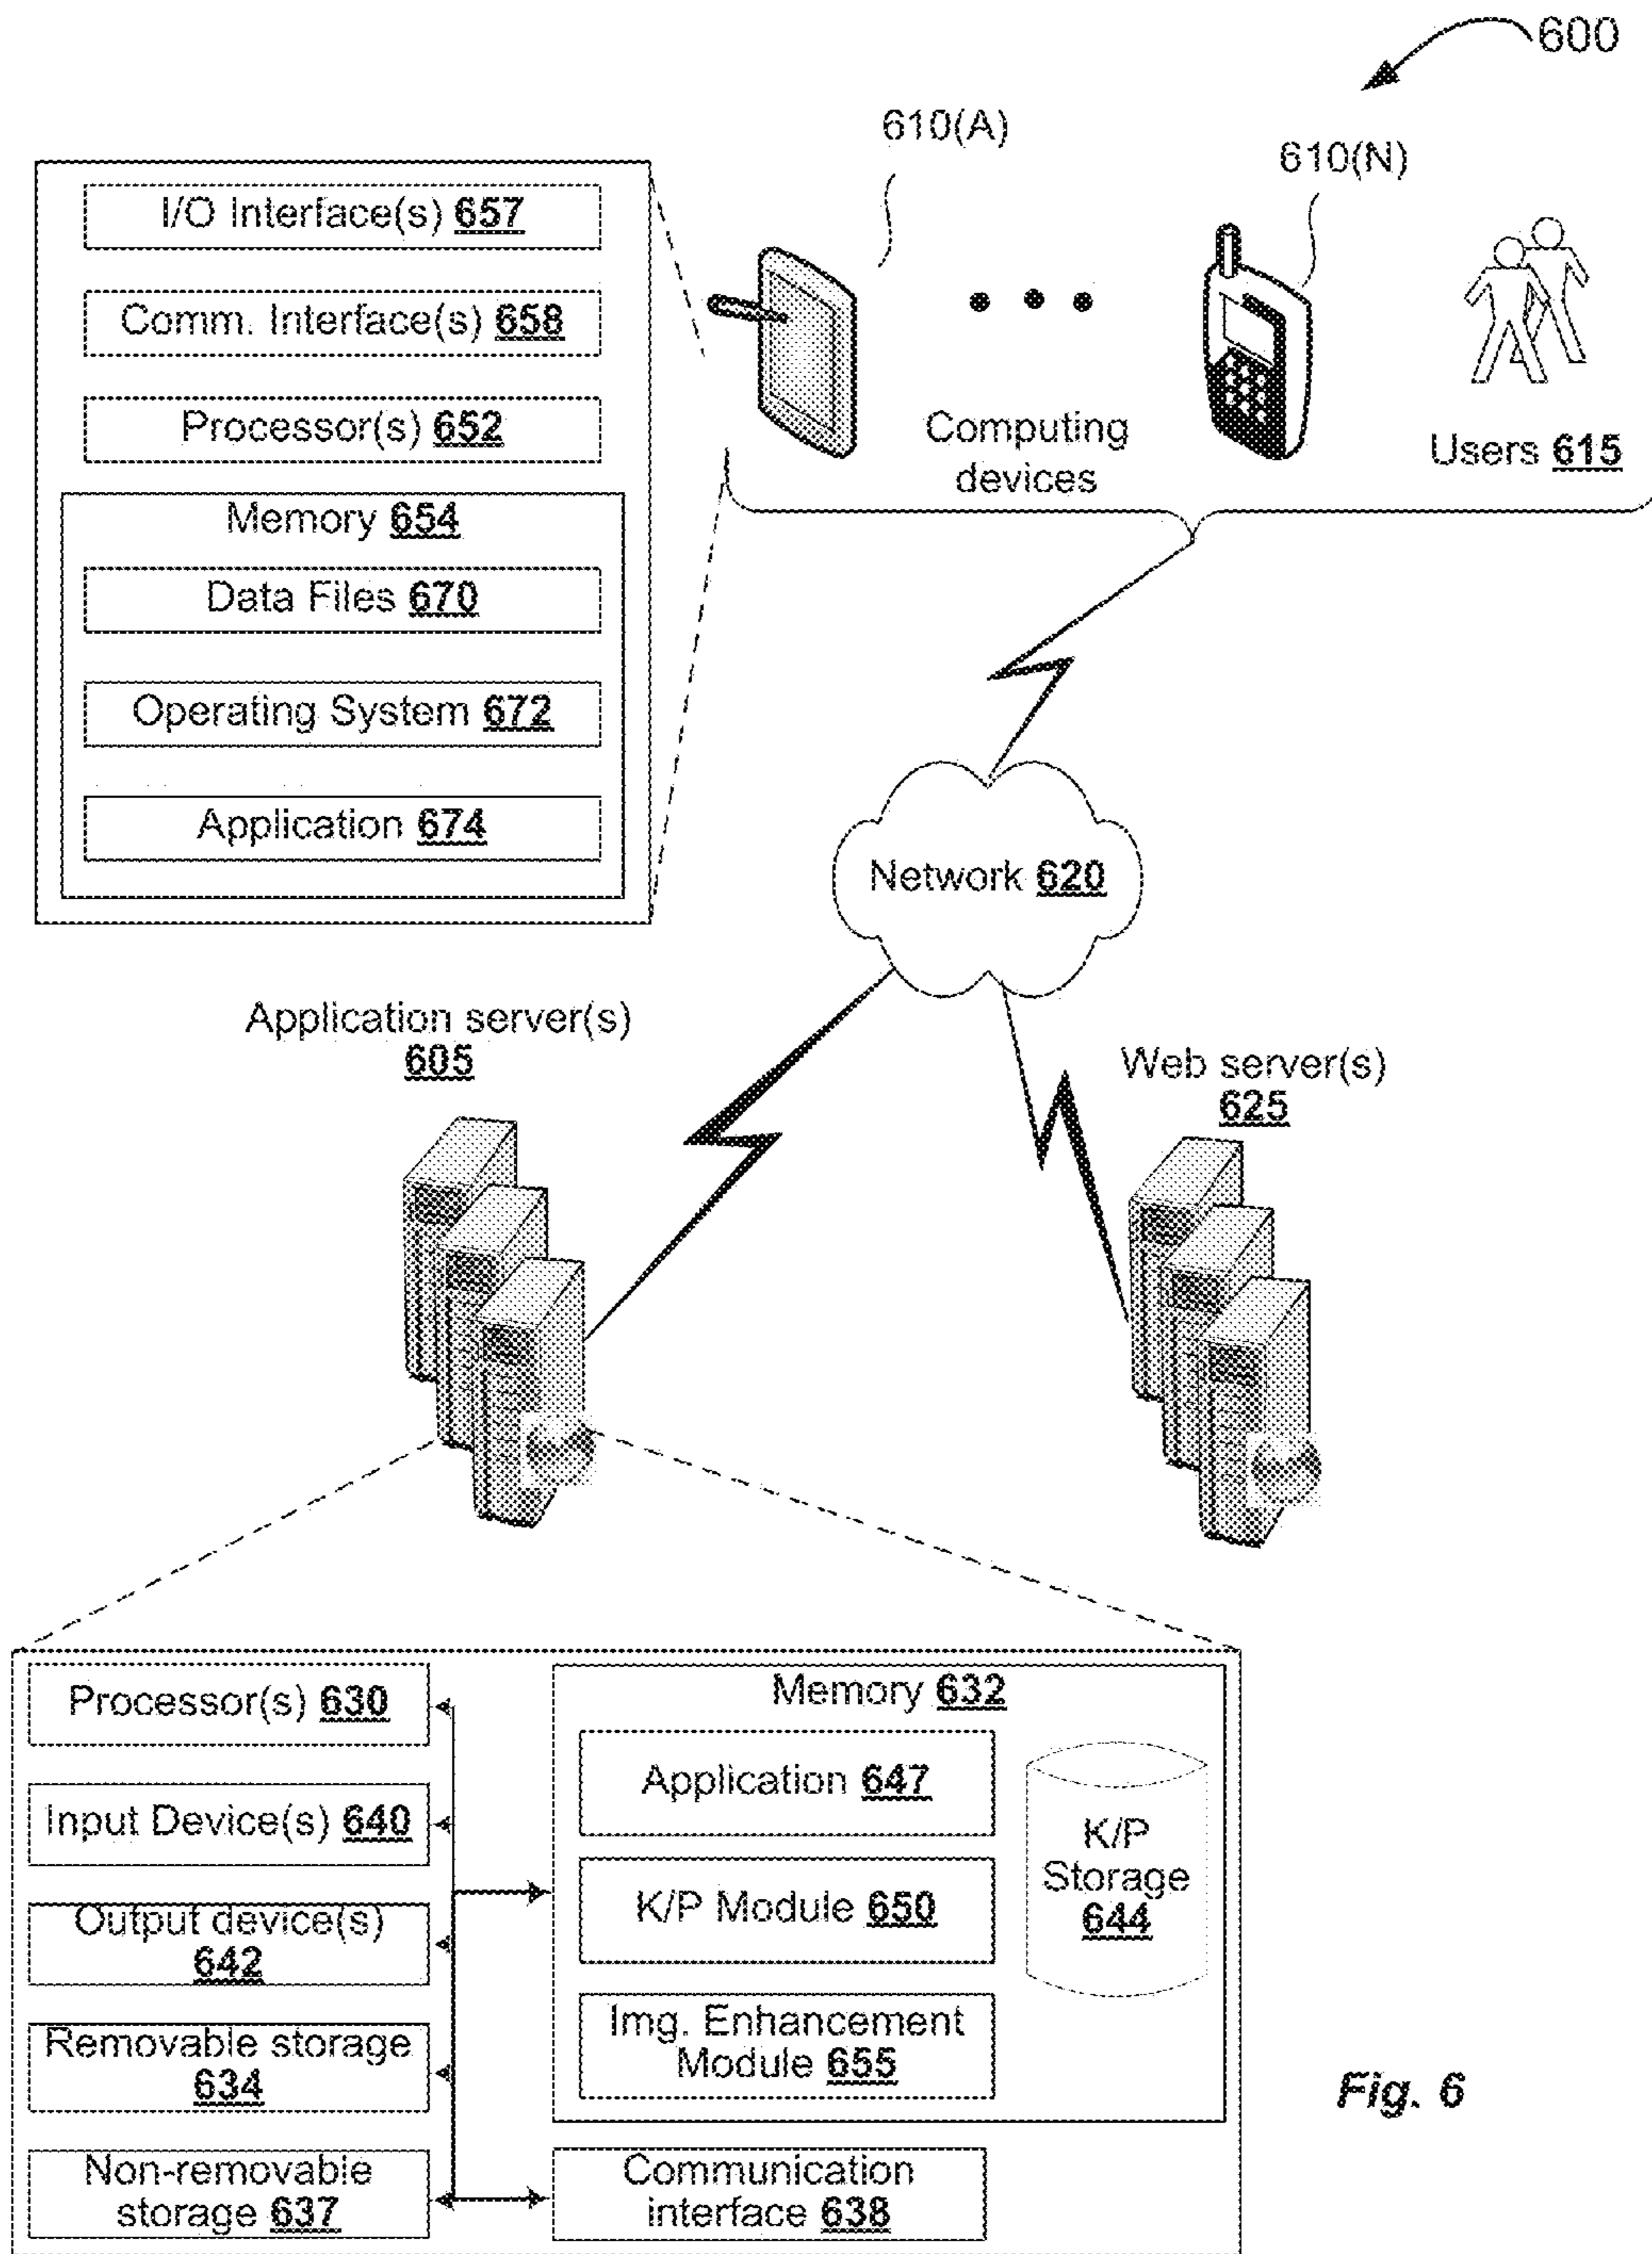 600
610(A)
610(N)
I/O Interface(s) 657
Comm. Interface(s) 658
Processor(s) 652
Memory 654
Data Files 670
Operating System 672
Application 674
Computing
devices
Users 615
Network 620
Application server(s)
605
Web server(s)
625
Processor(s) 630
Input Device(s) 640
Output device(s)
642
Removable storage
634
Non-removable
storage 637
Memory 632
Application 647
K/P Module 650
Img. Enhancement
Module 655
K/P
Storage
644
Communication
interface 638
Fig. 6